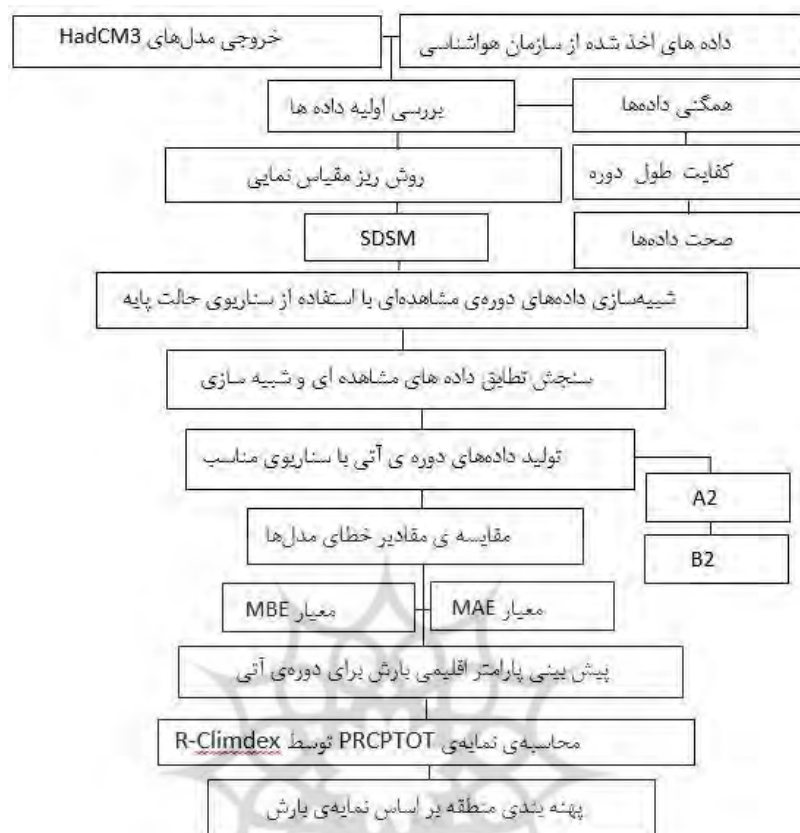 داده های اخذ شده از سازمان هواشناسی
خروجی مدل‌های HadCM3
بررسی اولیه داده ها
همگنی داده‌ها
روش ریز مقیاس نمایی
کفایت طول دوره
SDSM
صحت داده‌ها
شبیه‌سازی داده‌های دوره‌ی مشاهده‌ای با استفاده از سناریوی حالت پایه
سنجش تطابق داده های مشاهده ای و شبیه سازی
تولید داده‌های دوره ی آتی با سناریوی مناسب
A2
B2
مقایسه ی مقادیر خطای مدل‌ها
معیار MAE
معیار MBE
پیش بینی پارامتر اقلیمی بارش برای دوره‌ی آتی
محاسبه‌ی نمایه‌ی PRCPTOT توسط R-Climdex
پهنه بندی منطقه بر اساس نمایه‌ی بارش